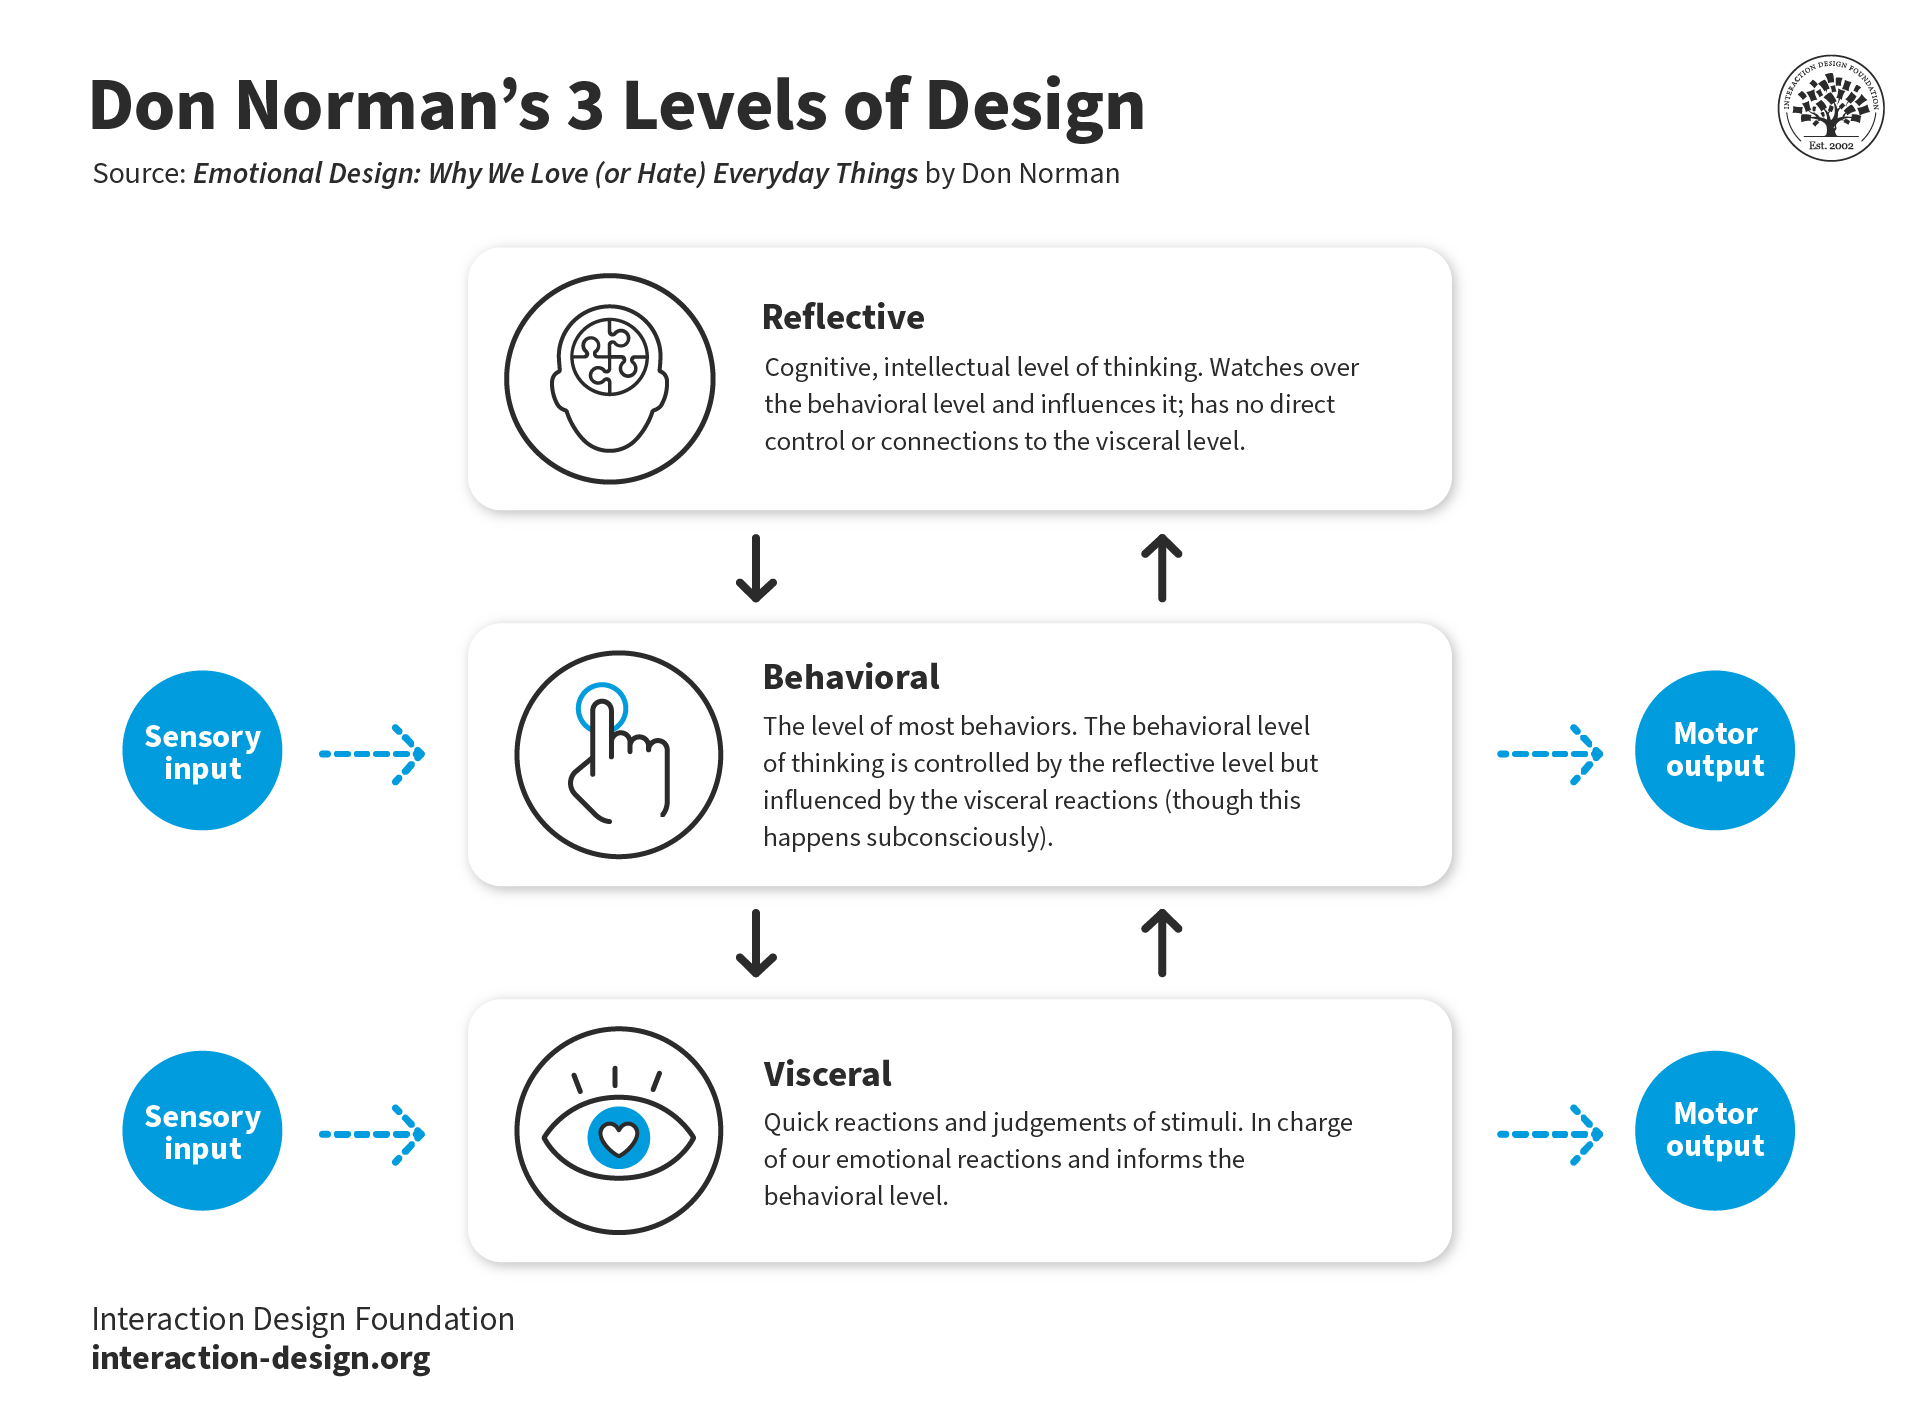 Don Norman’s 3 Levels of Design
Source: Emotional Design: Why We Love (or Hate) Everyday Things by Don Norman
INTERACTION DESIGN FOUNDATION
Est. 2002
Reflective
Cognitive, intellectual level of thinking. Watches over
the behavioral level and influences it; has no direct
control or connections to the visceral level.
Sensory
input
Behavioral
The level of most behaviors. The behavioral level
of thinking is controlled by the reflective level but
influenced by the visceral reactions (though this
happens subconsciously).
Motor
output
Sensory
input
Visceral
Quick reactions and judgements of stimuli. In charge
of our emotional reactions and informs the
behavioral level.
Motor
output
Interaction Design Foundation
interaction-design.org